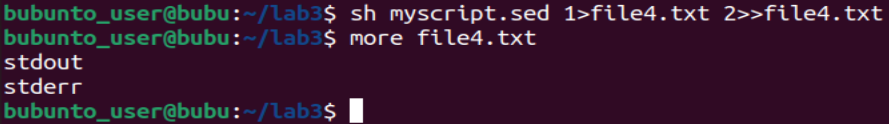 bubunto_user@bubu:~/lab3$ sh myscript.sed 1>file4.txt 2>>file4.txt
bubunto_user@bubu:~/lab3$ more file4.txt
stdout
stderr
bubunto_user@bubu:~/lab3$